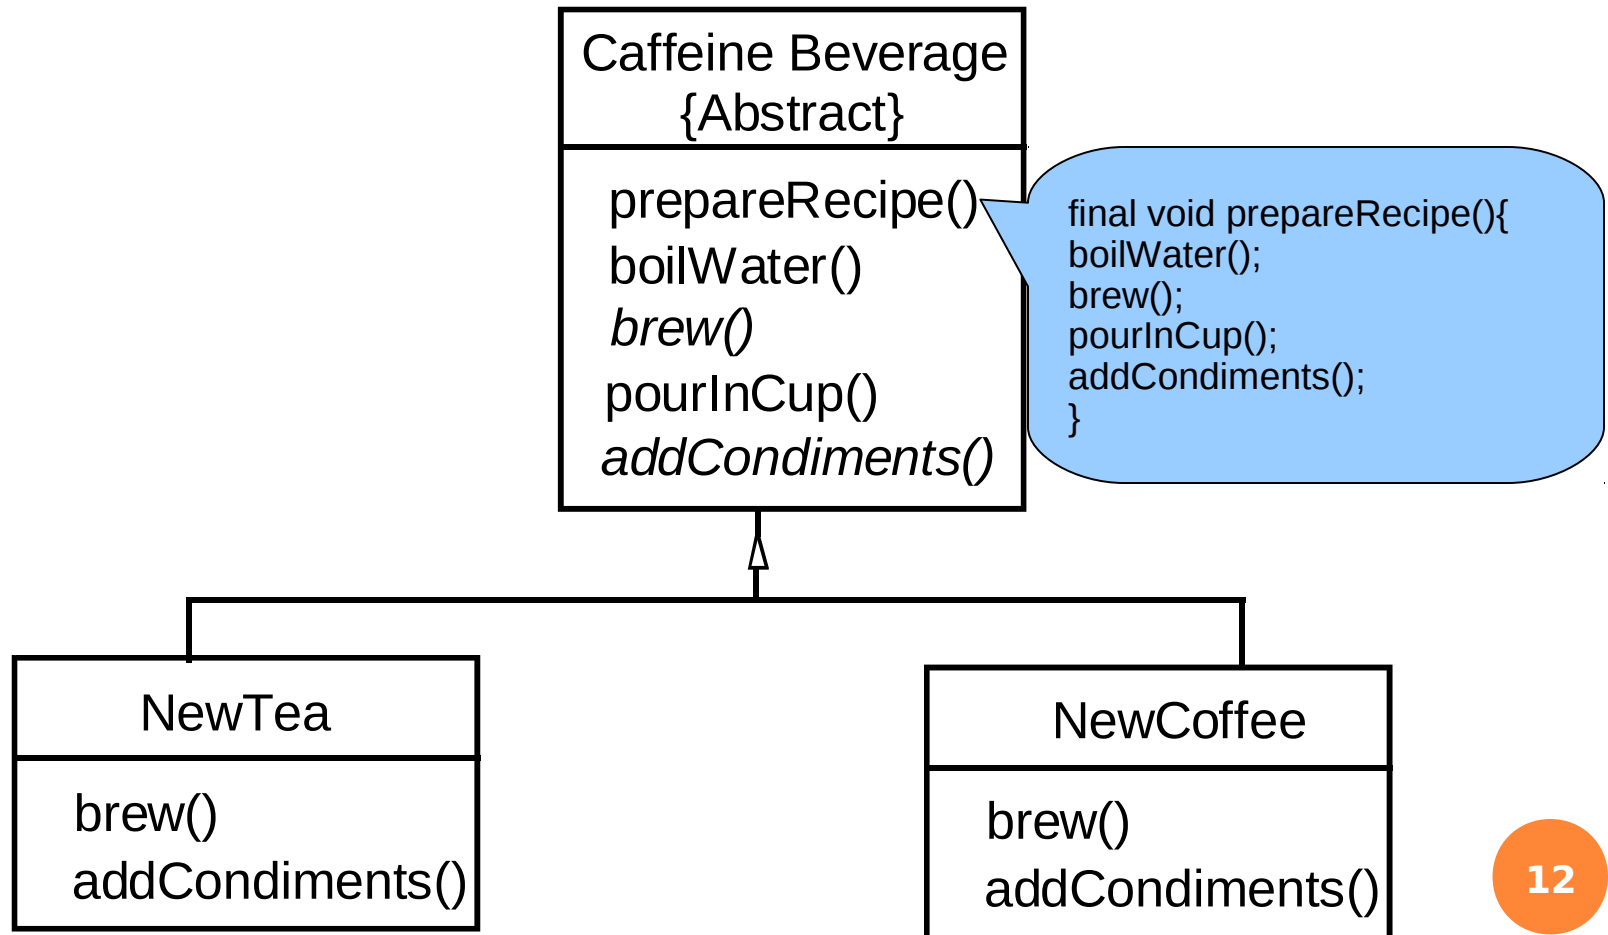 Caffeine Beverage
{Abstract}
prepareRecipe()
boilWater()
brew()
pourInCup()
addCondiments()
final void prepareRecipe(){
boilWater();
brew();
pourInCup();
addCondiments();
}
NewTea
brew()
addCondiments()
NewCoffee
brew()
addCondiments()
12